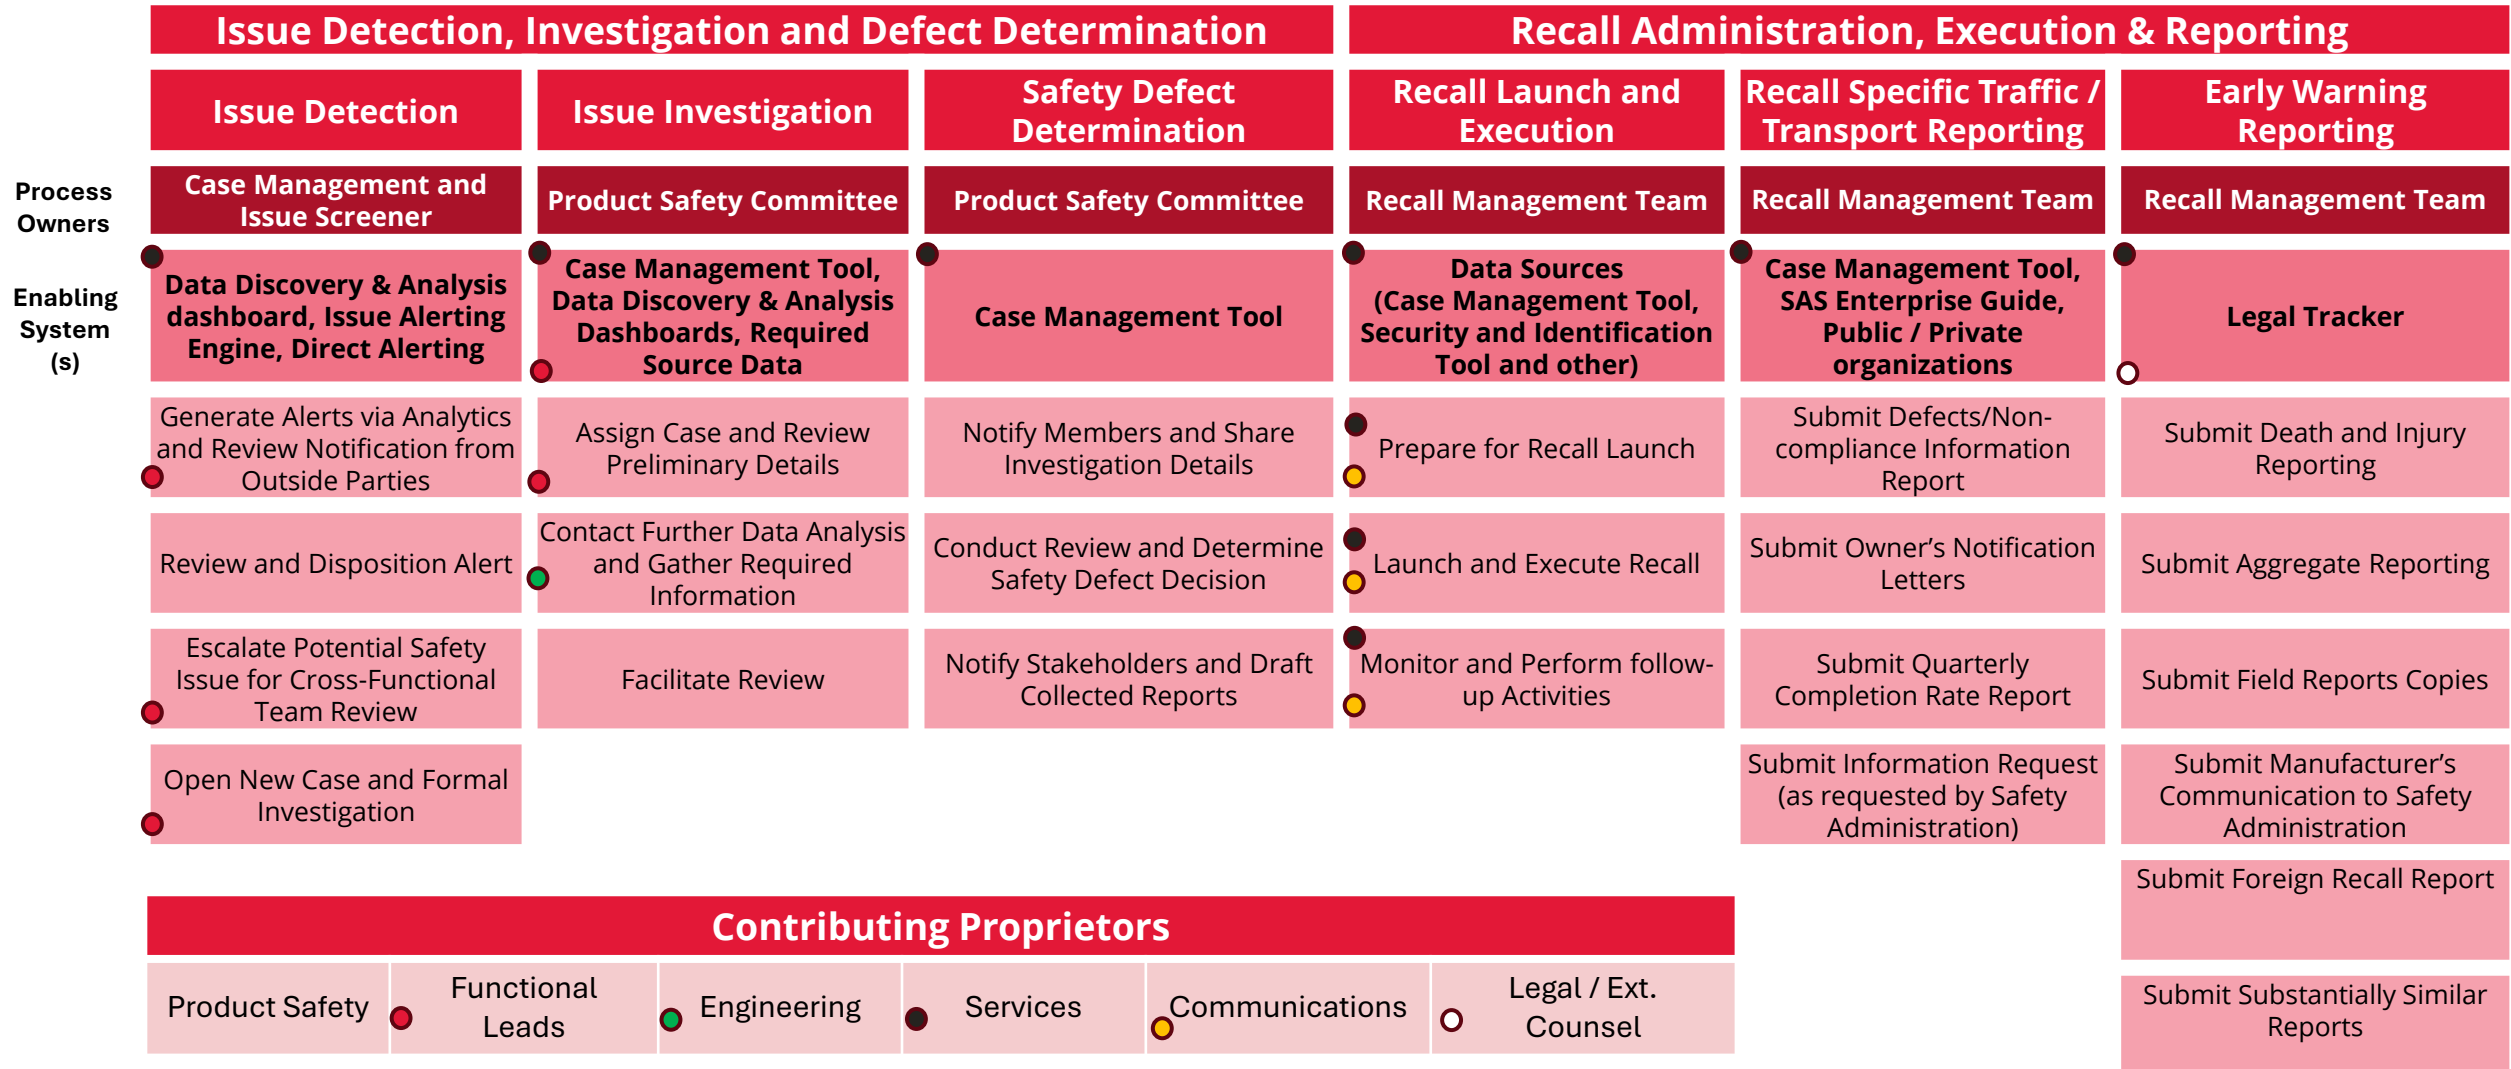 Issue Detection, Investigation and Defect Determination
Recall Administration, Execution & Reporting
Issue Detection
Issue Investigation
Safety Defect
Determination
Recall Launch and
Execution
Recall Specific Traffic /
Transport Reporting
Early Warning
Reporting
Process
Owners
Case Management and
Issue Screener
Product Safety Committee
Product Safety Committee
Recall Management Team
Recall Management Team
Recall Management Team
Enabling
System
(s)
Data Discovery & Analysis
dashboard, Issue Alerting
Engine, Direct Alerting
Case Management Tool,
Data Discovery & Analysis
Dashboards, Required
Source Data
Case Management Tool
Data Sources
(Case Management Tool,
Security and Identification
Tool and other)
Case Management Tool,
SAS Enterprise Guide,
Public / Private
organizations
Legal Tracker
Generate Alerts via Analytics
and Review Notification from
Outside Parties
Assign Case and Review
Preliminary Details
Notify Members and Share
Investigation Details
Prepare for Recall Launch
Submit Defects/Non-
compliance Information
Report
Submit Death and Injury
Reporting
Review and Disposition Alert
Contact Further Data Analysis
and Gather Required
Information
Conduct Review and Determine
Safety Defect Decision
Launch and Execute Recall
Submit Owner’s Notification
Letters
Submit Aggregate Reporting
Escalate Potential Safety
Issue for Cross-Functional
Team Review
Facilitate Review
Notify Stakeholders and Draft
Collected Reports
Monitor and Perform follow-
up Activities
Submit Quarterly
Completion Rate Report
Submit Field Reports Copies
Open New Case and Formal
Investigation
Submit Information Request
(as requested by Safety
Administration)
Submit Manufacturer’s
Communication to Safety
Administration
Submit Foreign Recall Report
Submit Substantially Similar
Reports
Contributing Proprietors
Product Safety
Functional
Leads
Engineering
Services
Communications
Legal / Ext.
Counsel